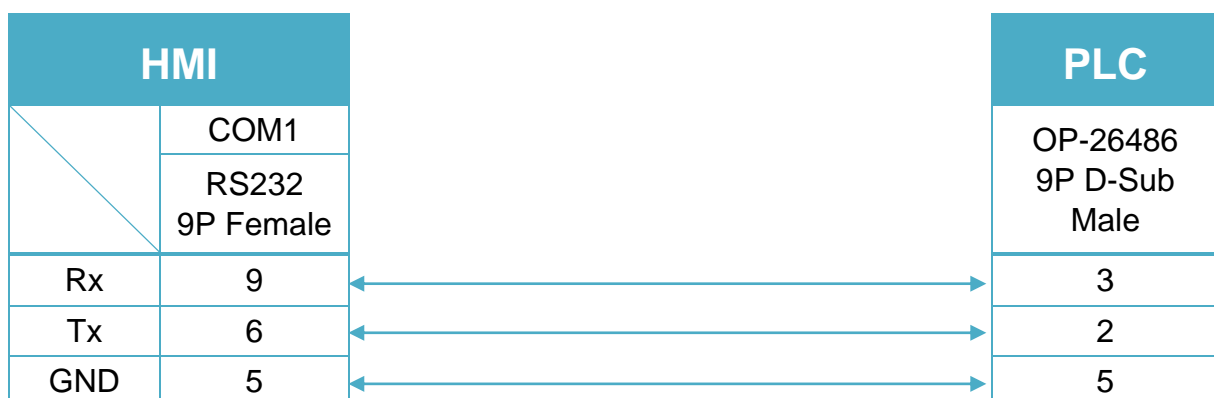 HMI
PLC
COM1
RS232
9P Female
OP-26486
9P D-Sub
Male
Rx 9 3
Tx 6 2
GND 5 5